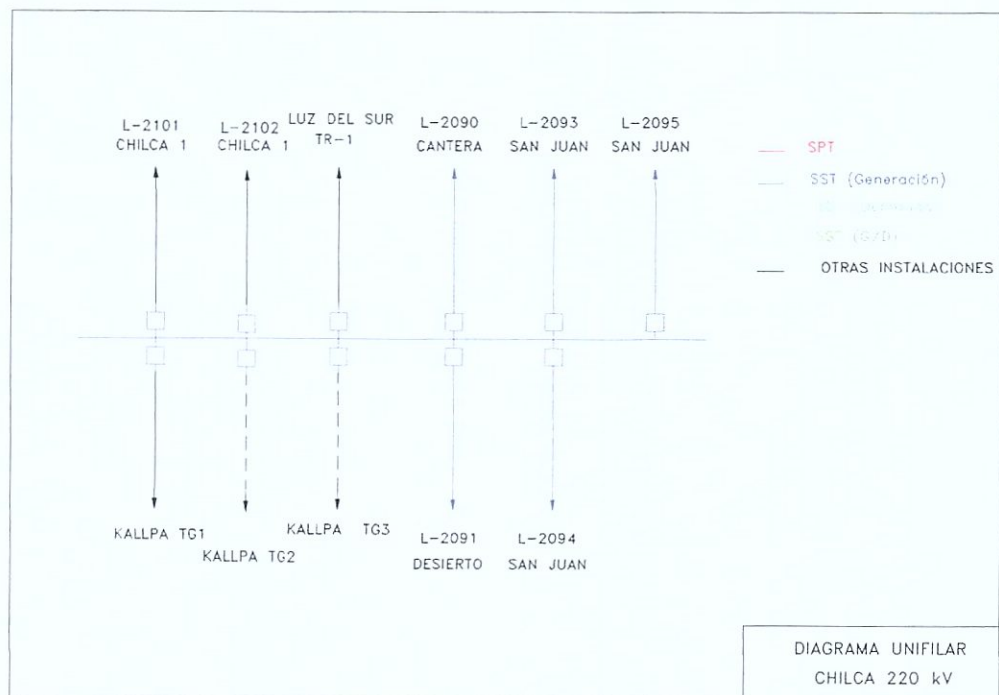 L-2101
CHILCA 1
L-2102
CHILCA 1
LUZ DEL SUR
TR-1
L-2090
CANTERA
L-2093
SAN JUAN
L-2095
SAN JUAN
SPT
SST (Generación)
SST (G/D)
OTRAS INSTALACIONES
KALLPA TG1
KALLPA TG2
KALLPA TG3
L-2091
DESIERTO
L-2094
SAN JUAN
DIAGRAMA UNIFILAR
CHILCA 220 kV